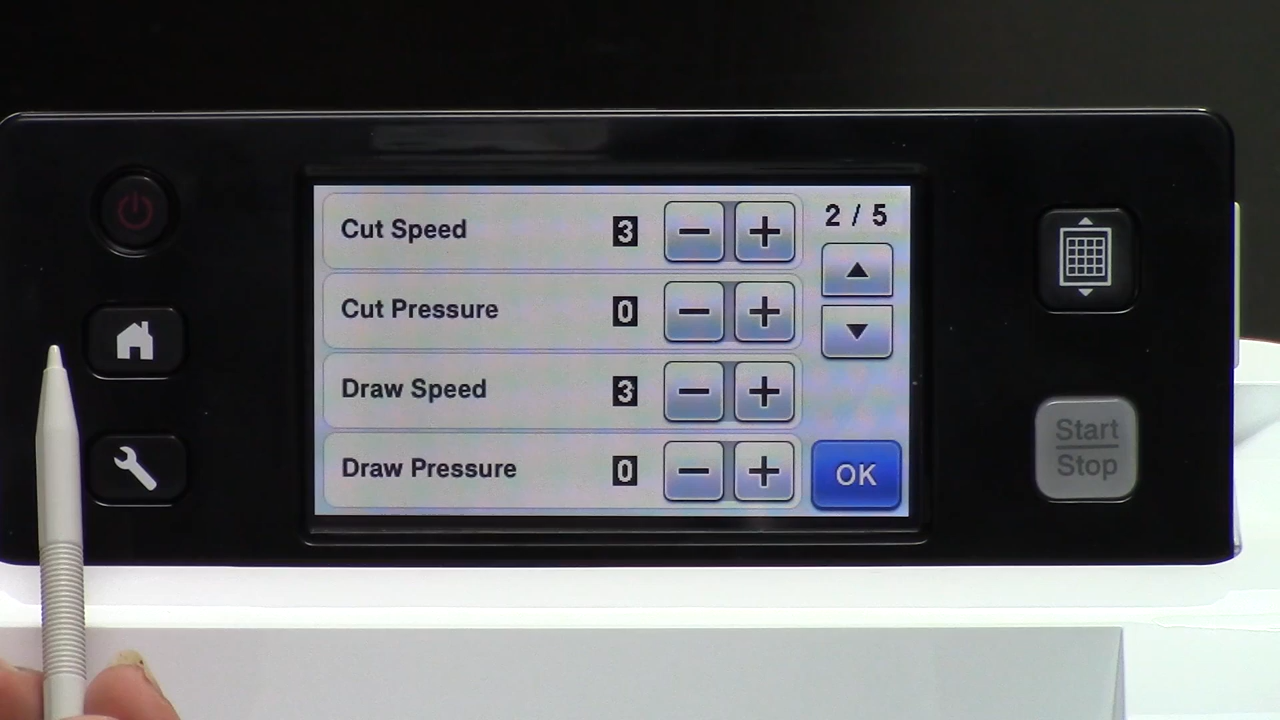 Cut Speed 3 − +
2 / 5
Cut Pressure 0 − +
Draw Speed 3 − +
Draw Pressure 0 − +
OK
Start
Stop